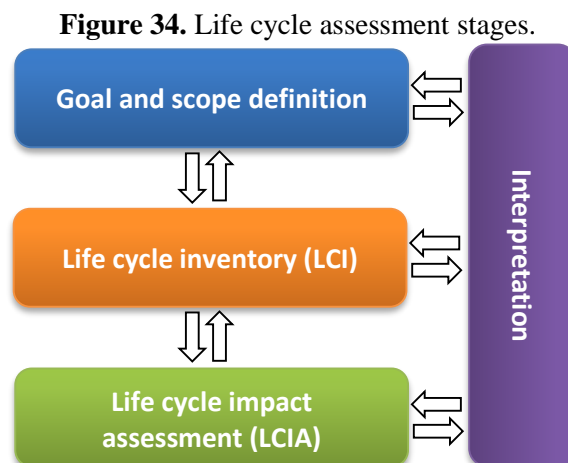 Figure 34. Life cycle assessment stages.
Goal and scope definition
Life cycle inventory (LCI)
Life cycle impact
assessment (LCIA)
Interpretation